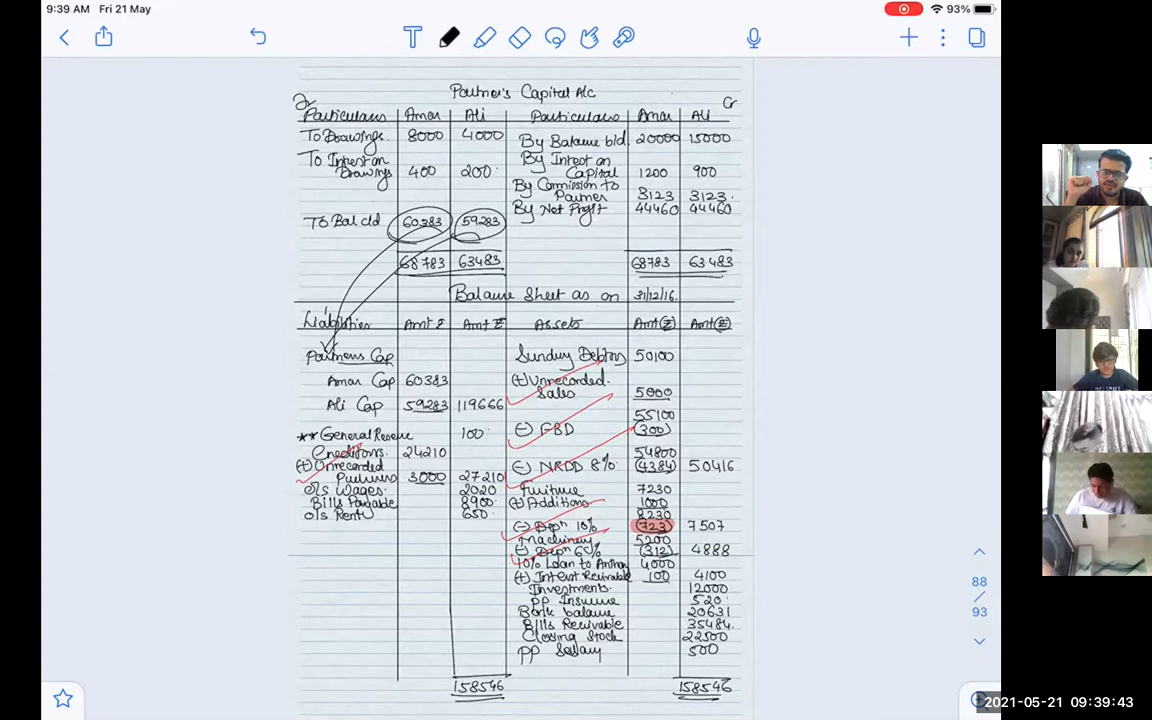 9:39 AM Fri 21 May
93%
Partner's Capital A/c
Dr Cr
Particulars Amar Ali Particulars Amar Ali
To Drawings 8000 4000 By Balance b/d. 20000 15000
To Interest on Drawings 400 200 By Interest on Capital 1200 900
By Commission to Partner 3123 3123
By Net Profit 44460 44460
To Bal c/d 60383 59283
68783 63483 68783 63483
Balance Sheet as on 31/12/16.
Liabilities Amt ₹ Amt ₹ Assets Amt(₹) Amt(₹)
Partners Cap Sundry Debtors 50100
Amar Cap 60383 (+) Unrecorded Sales 5000
Ali Cap 59283 119666 55100
** General Reserve 100 (-) FBD (300)
Creditors 24210 54800
(+) Unrecorded Purchases 3000 27210 (-) NRDD 8% (4384) 50416
O/s Wages 2020 Furniture 7230
Bills Payable 8900 (+) Additions 1000
O/s Rent 650 8230
(-) Depn 10% (723) 7507
Machinery 5200
(-) Depn 6% (312) 4888
10% Loan to Anthony 4000
(+) Interest Receivable 100 4100
Investments 12000
PP Insurance 520
Bank balance 20631
Bills Receivable 35484
Closing Stock 22500
PP Salary 500
158546 158546
88
/
93
2021-05-21 09:39:43